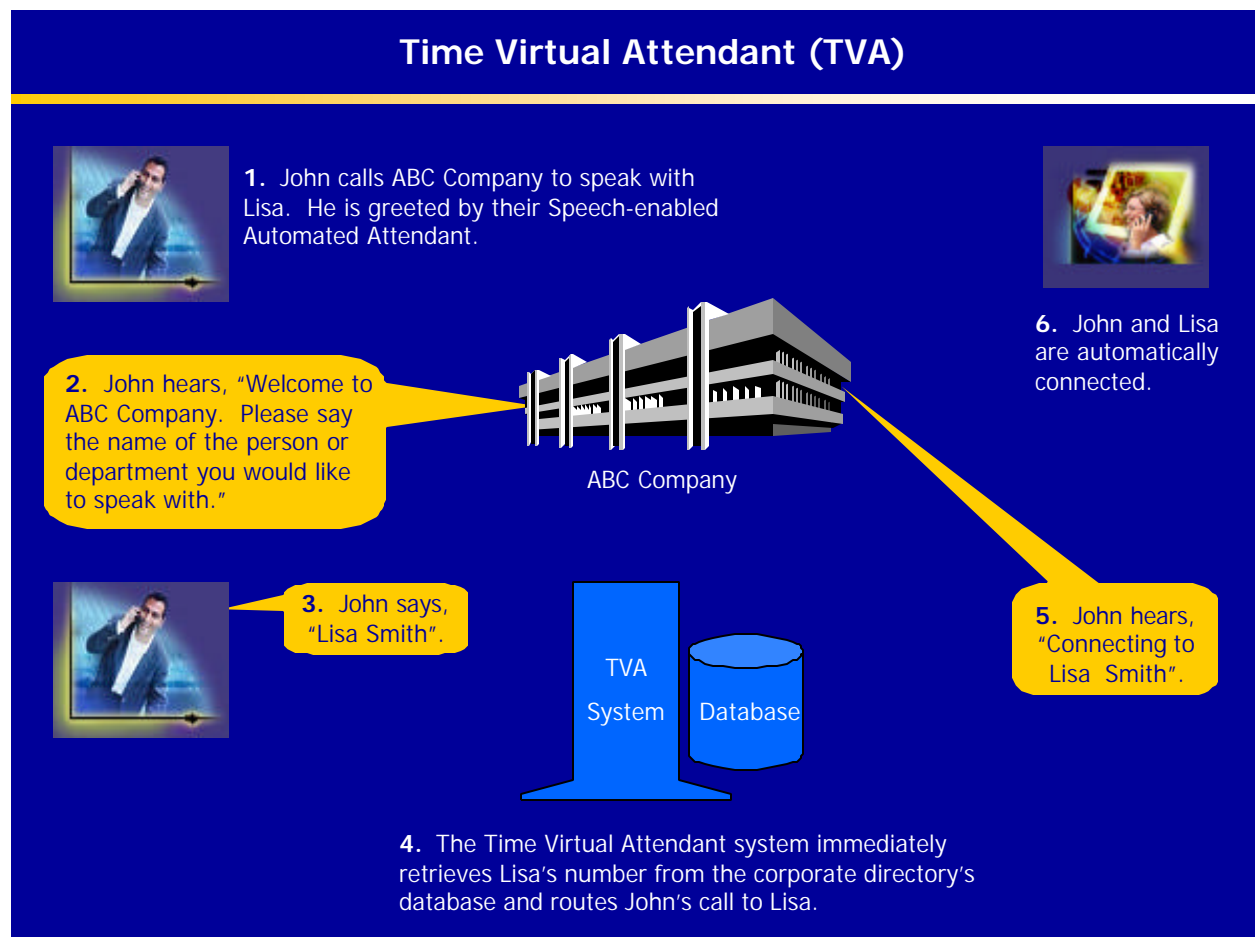 Time Virtual Attendant (TVA)
1. John calls ABC Company to speak with
Lisa. He is greeted by their Speech-enabled
Automated Attendant.
2. John hears, “Welcome to
ABC Company. Please say
the name of the person or
department you would like
to speak with.”
ABC Company
3. John says,
“Lisa Smith”.
TVA
System
Database
4. The Time Virtual Attendant system immediately
retrieves Lisa’s number from the corporate directory’s
database and routes John’s call to Lisa.
5. John hears,
“Connecting to
Lisa Smith”.
6. John and Lisa
are automatically
connected.